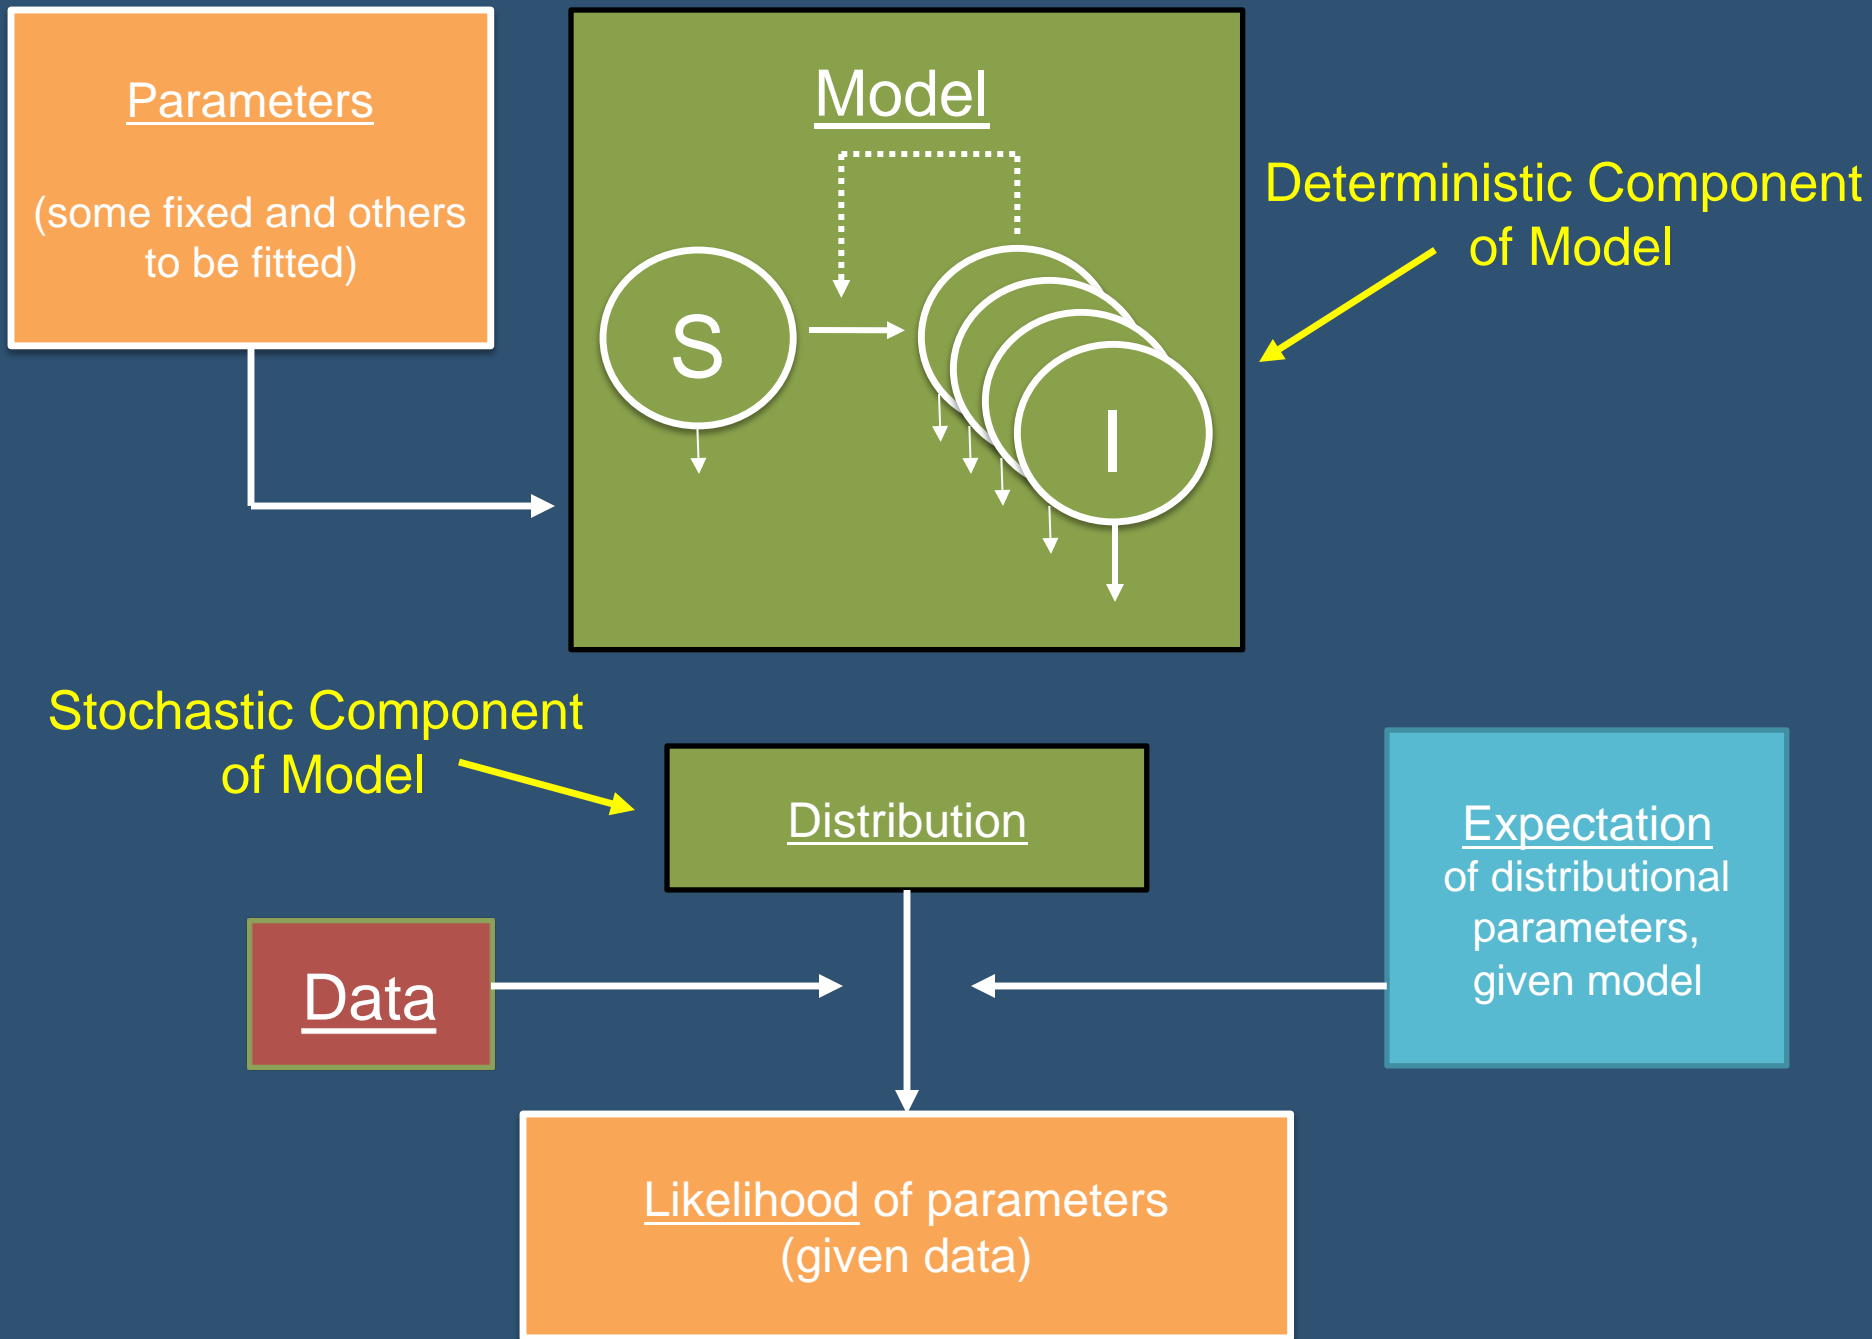 Parameters
(some fixed and others
to be fitted)
Model
S
I
Deterministic Component
of Model
Stochastic Component
of Model
Distribution
Expectation
of distributional
parameters,
given model
Data
Likelihood of parameters
(given data)